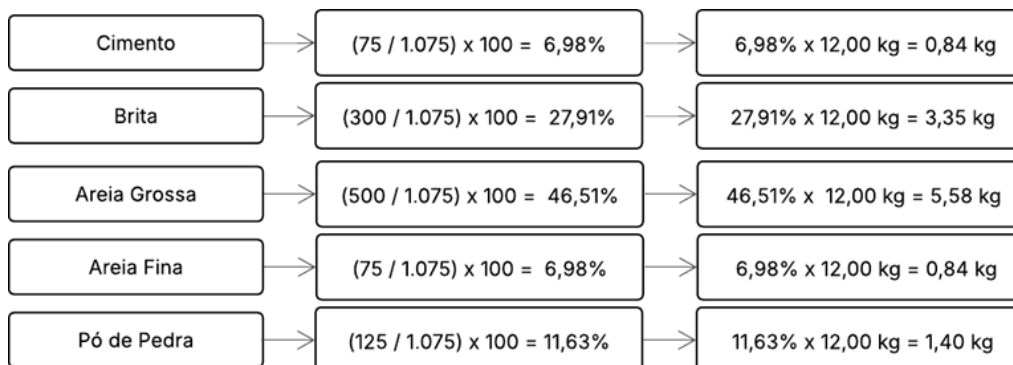 Cimento (75 / 1.075) x 100 = 6,98% 6,98% x 12,00 kg = 0,84 kg
Brita (300 / 1.075) x 100 = 27,91% 27,91% x 12,00 kg = 3,35 kg
Areia Grossa (500 / 1.075) x 100 = 46,51% 46,51% x 12,00 kg = 5,58 kg
Areia Fina (75 / 1.075) x 100 = 6,98% 6,98% x 12,00 kg = 0,84 kg
Pó de Pedra (125 / 1.075) x 100 = 11,63% 11,63% x 12,00 kg = 1,40 kg